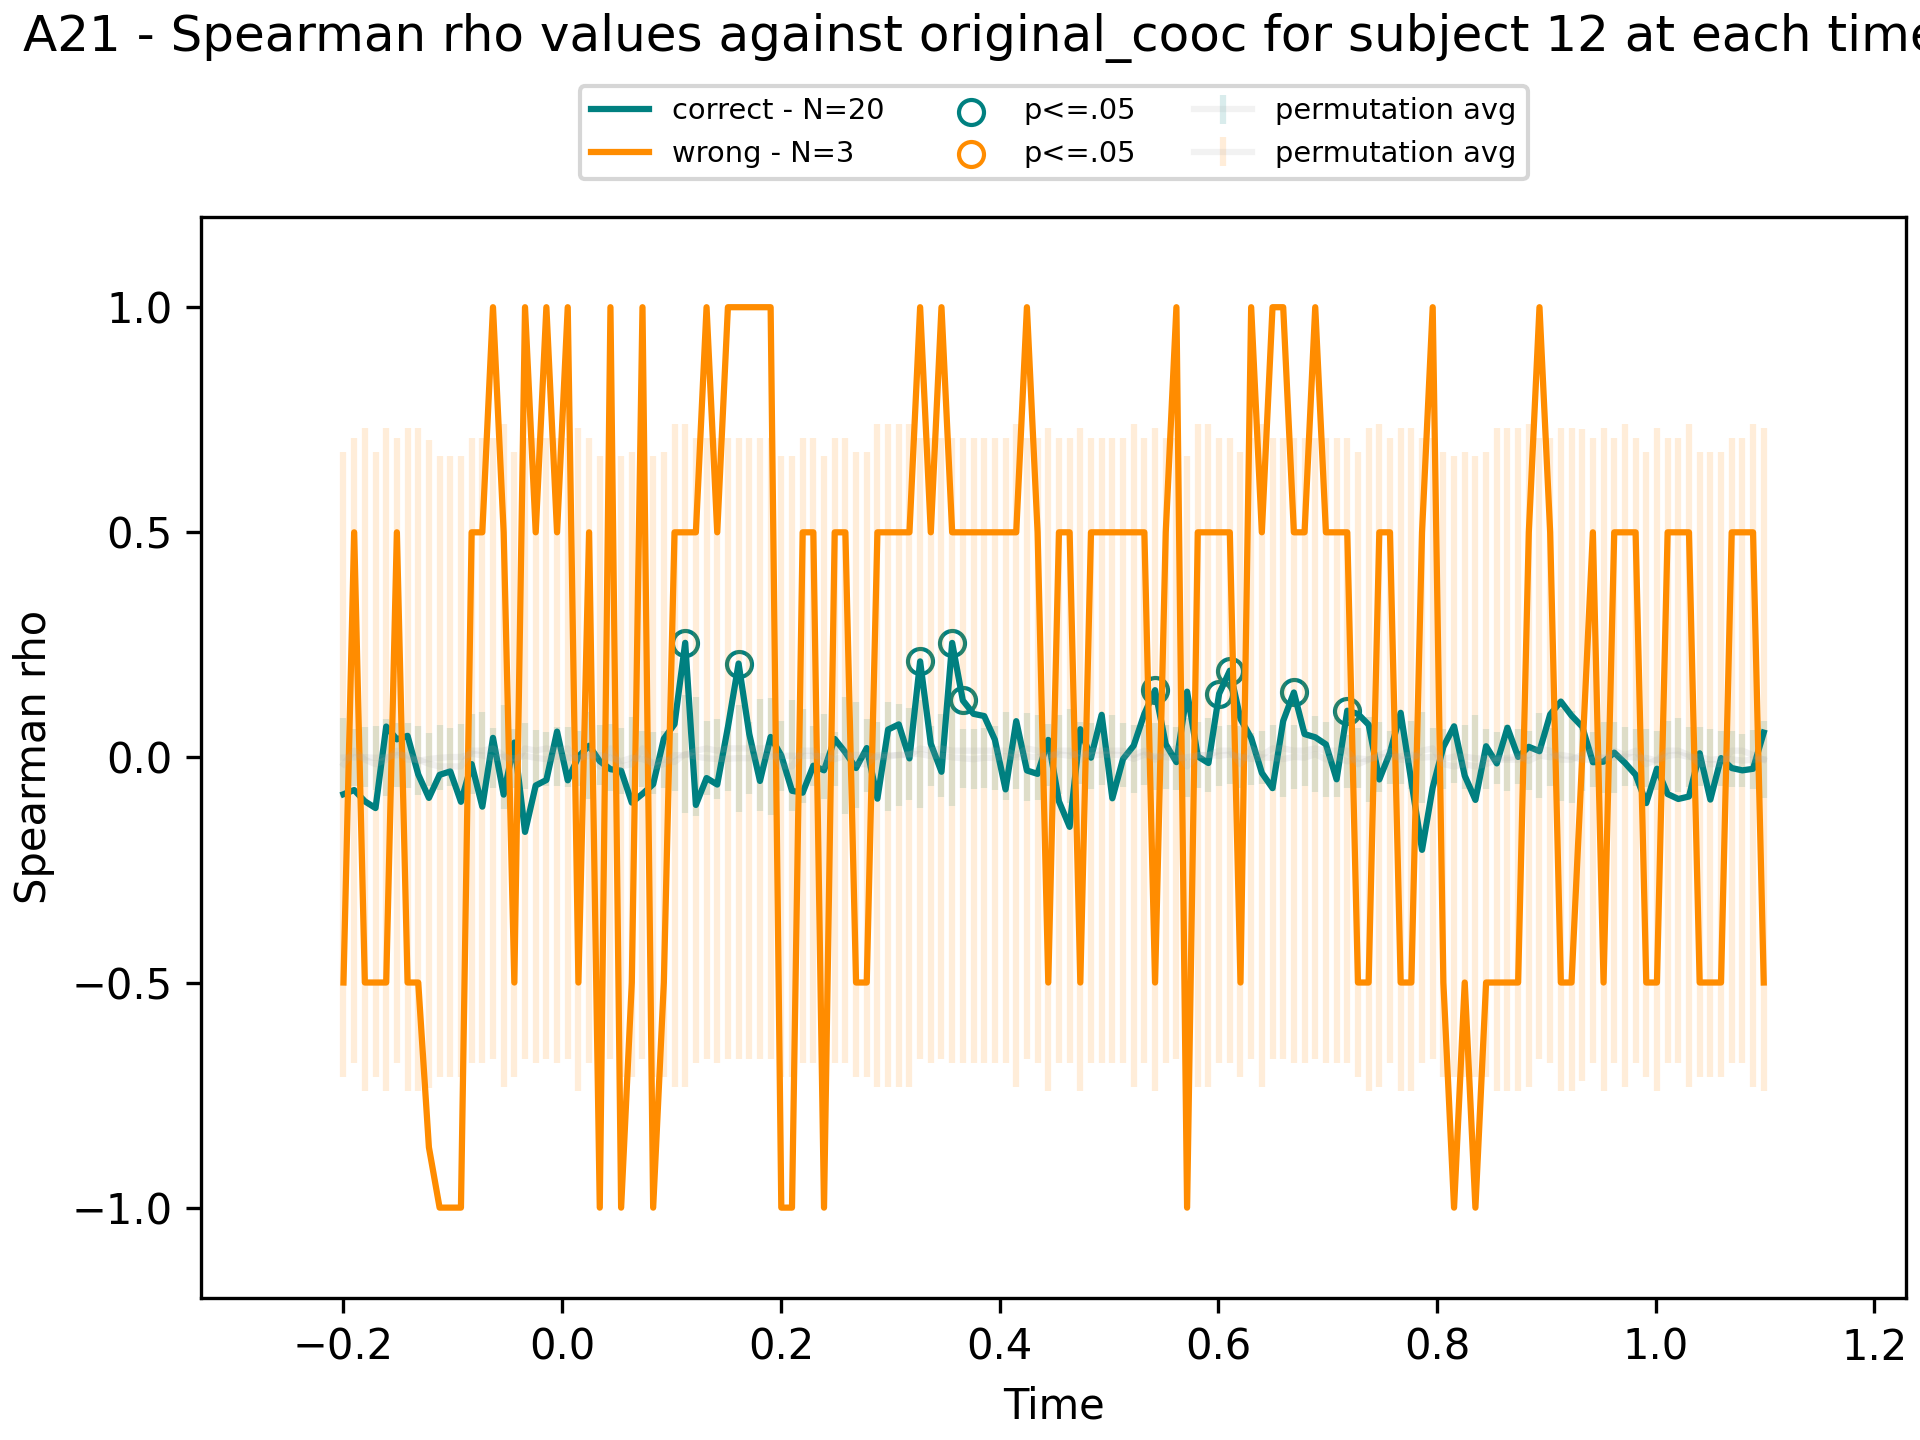 A21 - Spearman rho values against original_cooc for subject 12 at each time
correct - N=20 p<=.05 permutation avg
wrong - N=3 p<=.05 permutation avg
1.0
0.5
0.0
−0.5
−1.0
Spearman rho
−0.2 0.0 0.2 0.4 0.6 0.8 1.0 1.2
Time